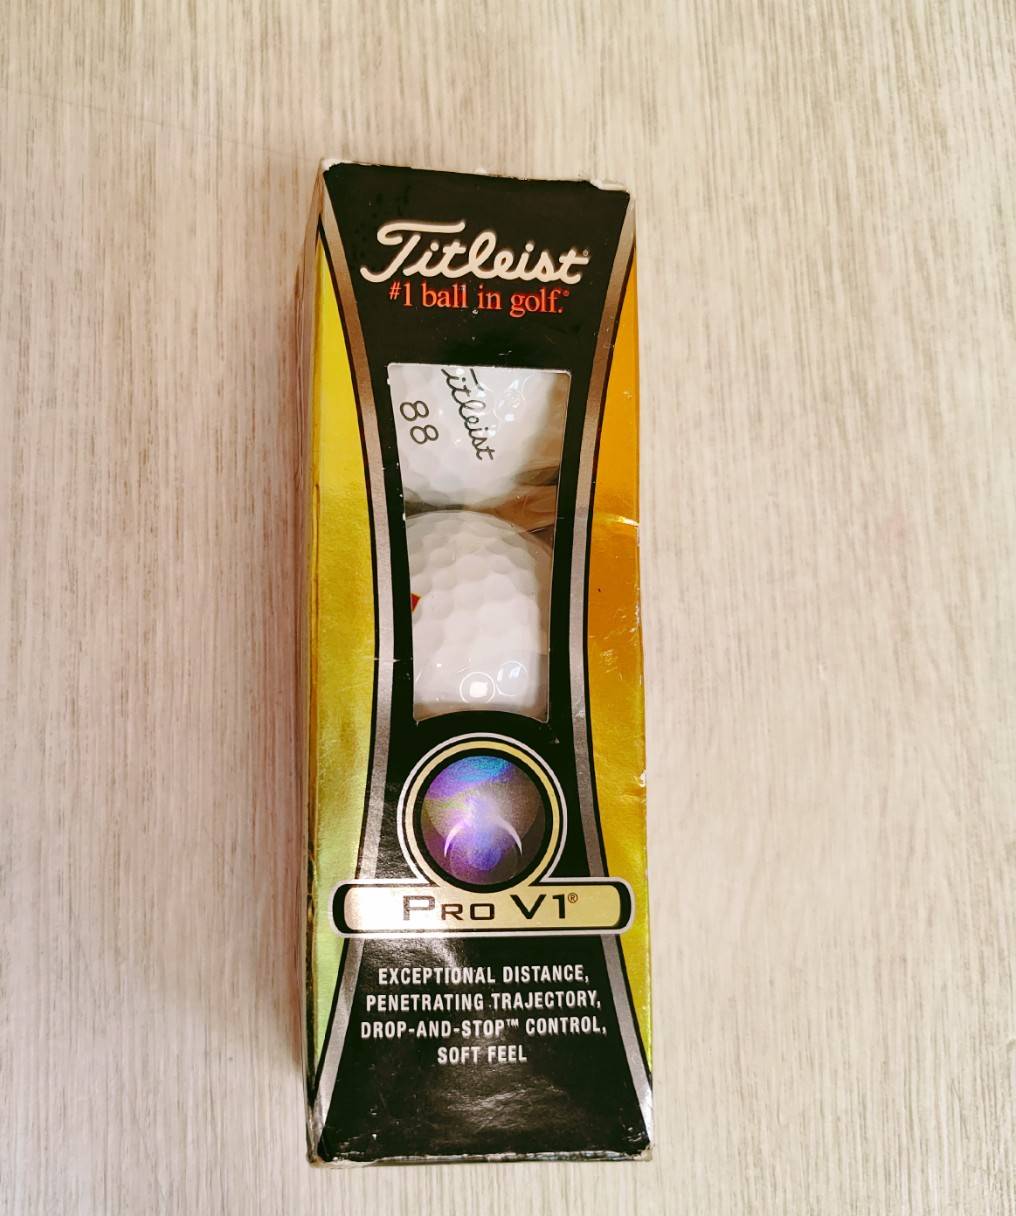 Titleist®
#1 ball in golf.®
Titleist
88
PRO V1®
EXCEPTIONAL DISTANCE,
PENETRATING TRAJECTORY,
DROP-AND-STOP™ CONTROL,
SOFT FEEL